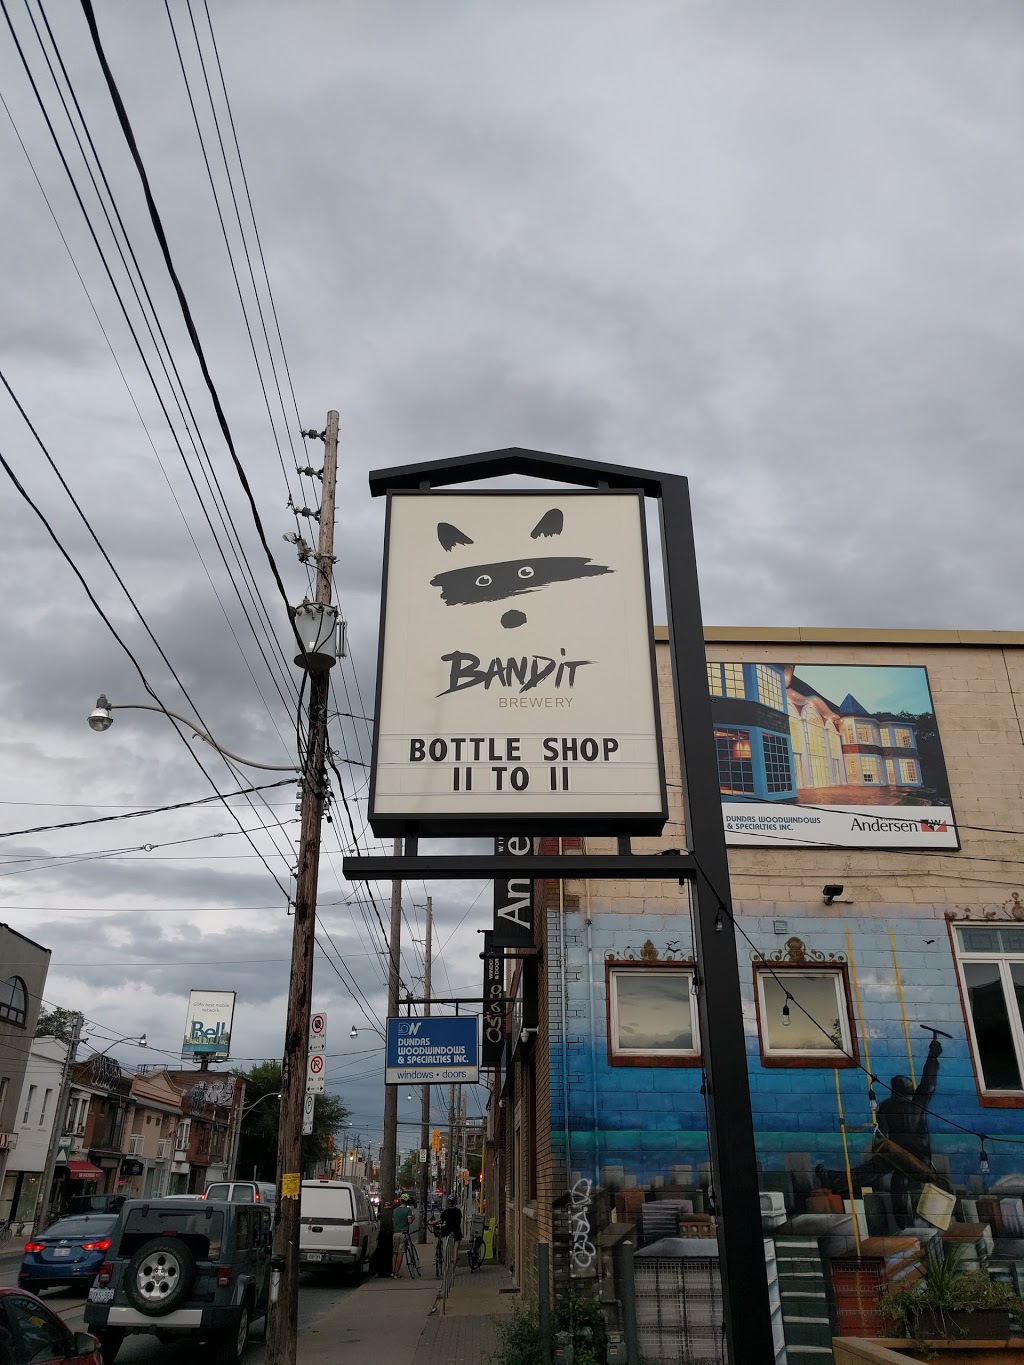 BANDiT
BREWERY
BOTTLE SHOP
11 TO 11
DUNDAS WOODWINDOWS
& SPECIALTIES INC.
Andersen
Ande
DW
DUNDAS
WOODWINDOWS
& SPECIALTIES INC.
windows • doors
Bell